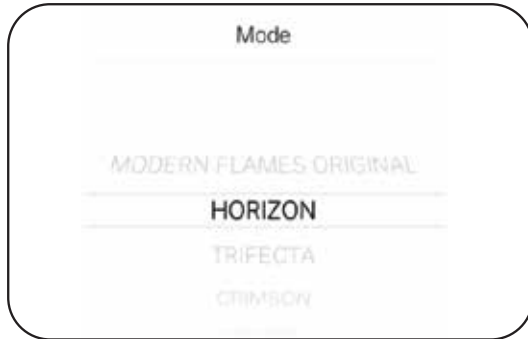 Mode
MODERN FLAMES ORIGINAL
HORIZON
TRIFECTA
CRIMSON